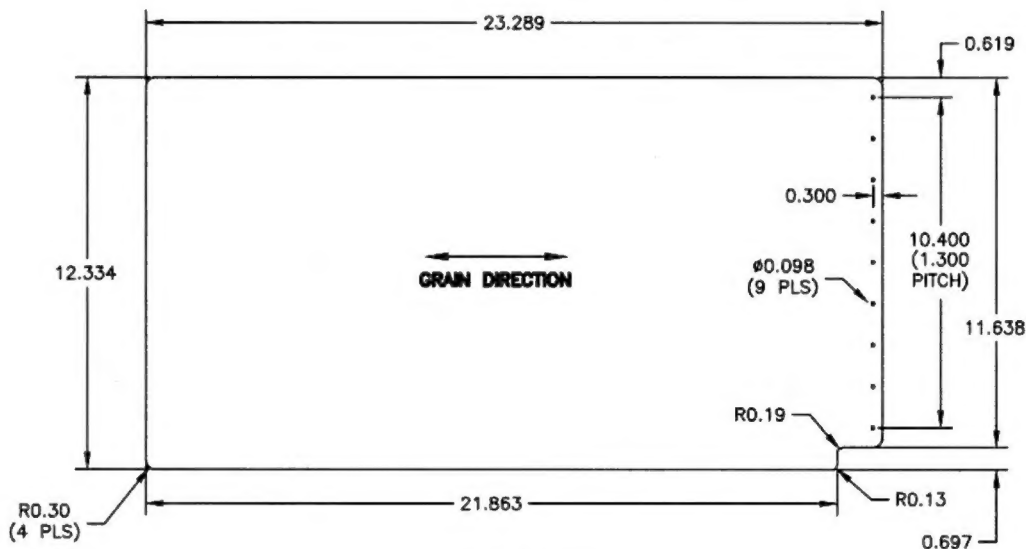 23.289
0.619
0.300
10.400
(1.300
PITCH)
12.334
GRAIN DIRECTION
ø0.098
(9 PLS)
11.638
R0.19
R0.30
(4 PLS)
21.863
R0.13
0.697